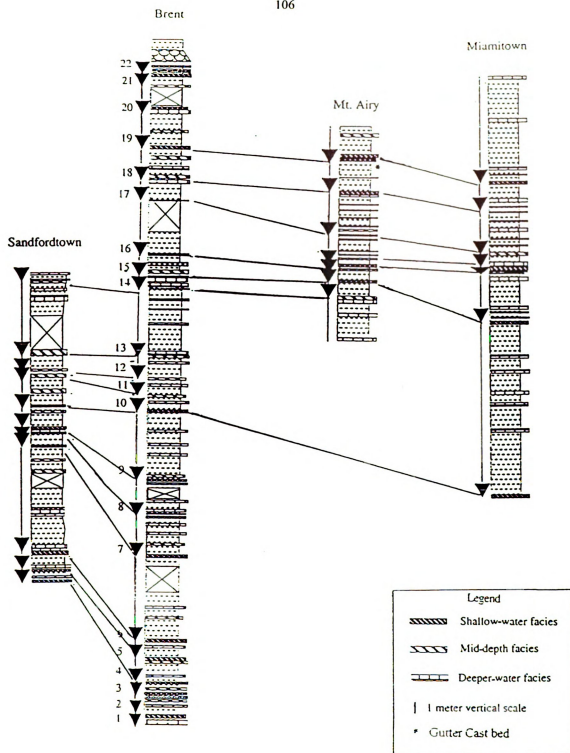 106
Brent
Miamitown
Mt. Airy
Sandfordtown
22
21
20
19
18
17
16
15
14
13
12
11
10
9
8
7
6
5
4
3
2
1
Legend
Shallow-water facies
Mid-depth facies
Deeper-water facies
1 meter vertical scale
* Gutter Cast bed